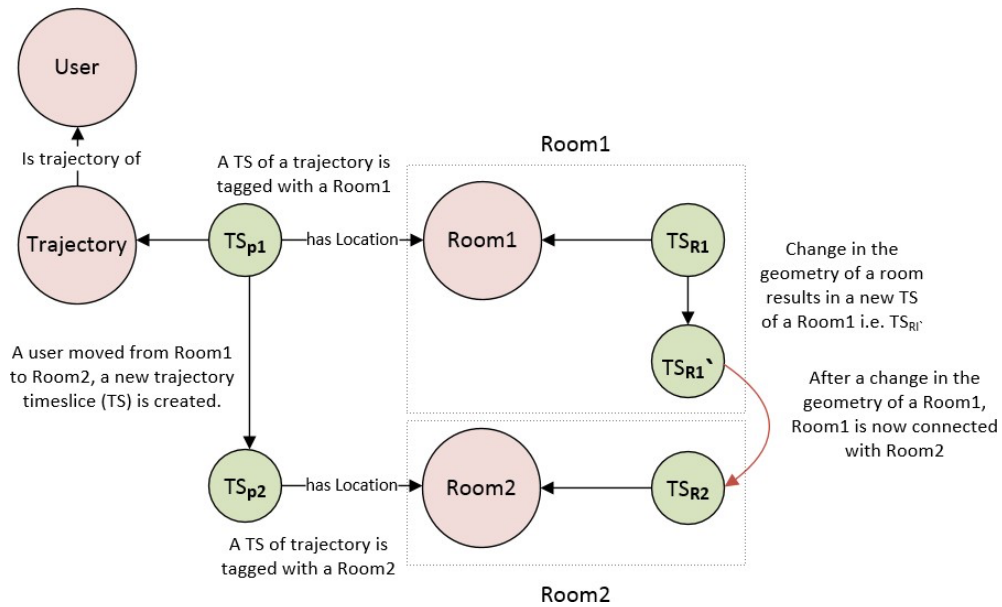 User
Is trajectory of
Trajectory
A TS of a trajectory is
tagged with a Room1
TSp1
has Location
Room1
Room1
TSR1
TSR1`
Change in the
geometry of a room
results in a new TS
of a Room1 i.e. TSRI`
A user moved from Room1
to Room2, a new trajectory
timeslice (TS) is created.
After a change in the
geometry of a Room1,
Room1 is now connected
with Room2
TSp2
has Location
Room2
TSR2
A TS of trajectory is
tagged with a Room2
Room2